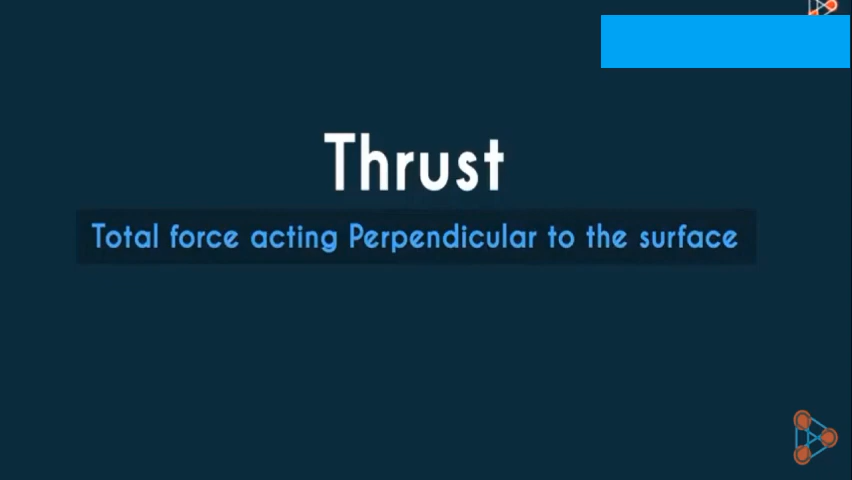 Thrust
Total force acting Perpendicular to the surface